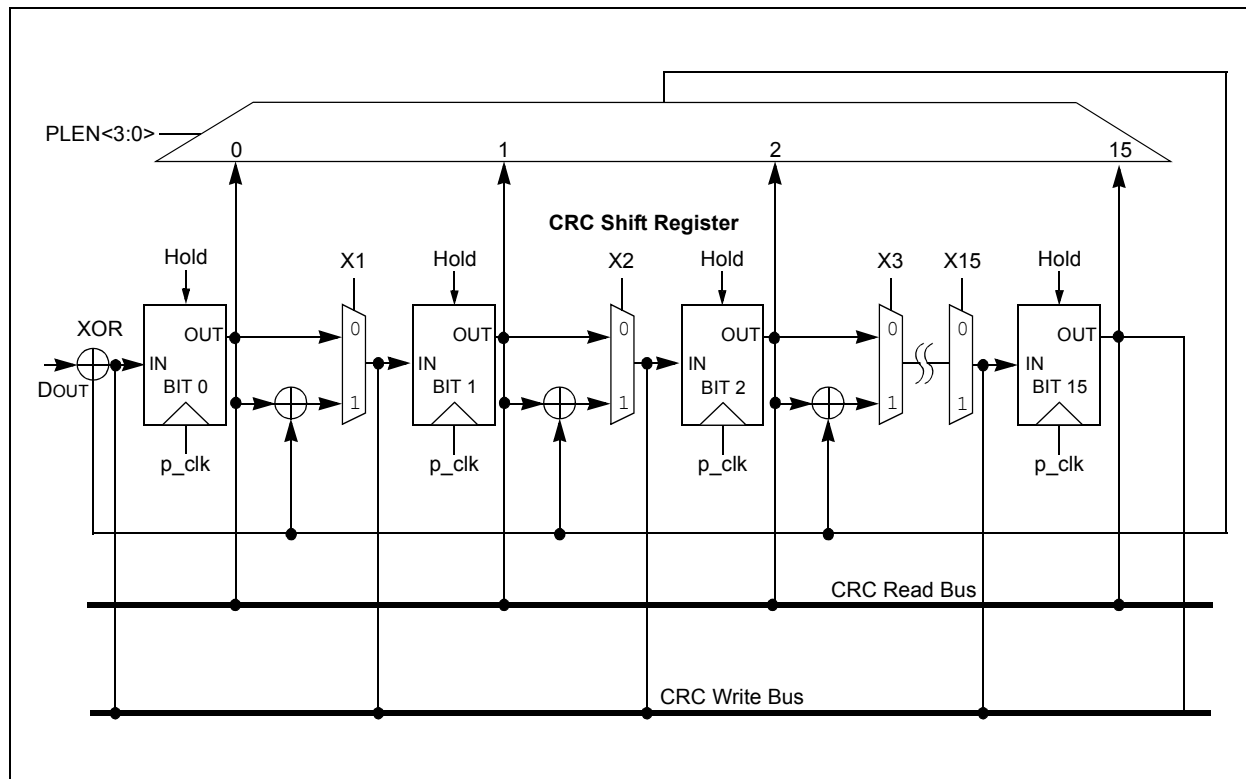 PLEN<3:0>
0 1 2 15
CRC Shift Register
Hold X1 Hold X2 Hold X3 X15 Hold
XOR
OUT 0 OUT 0 OUT 0 0 OUT
IN IN IN IN
DOUT
BIT 0 1 BIT 1 1 BIT 2 1 1 BIT 15
p_clk p_clk p_clk p_clk
CRC Read Bus
CRC Write Bus